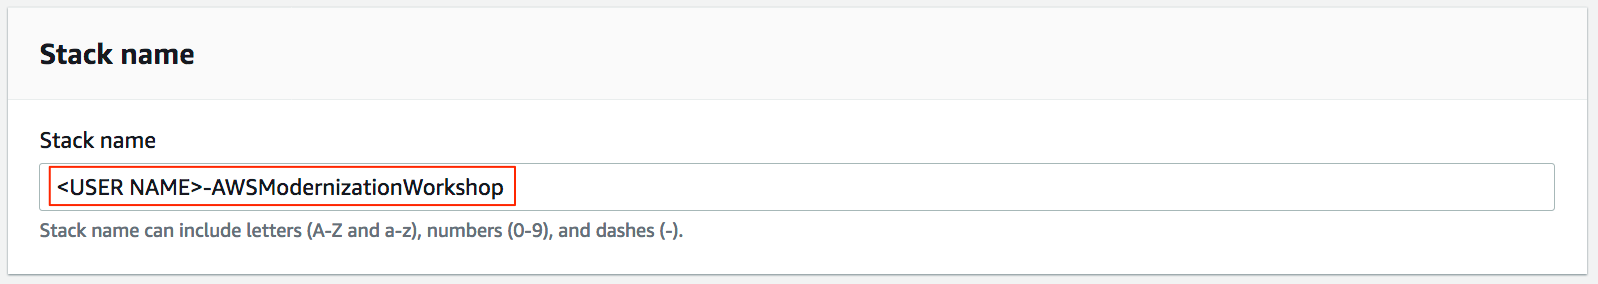 Stack name
Stack name
<USER NAME>-AWSModernizationWorkshop
Stack name can include letters (A-Z and a-z), numbers (0-9), and dashes (-).